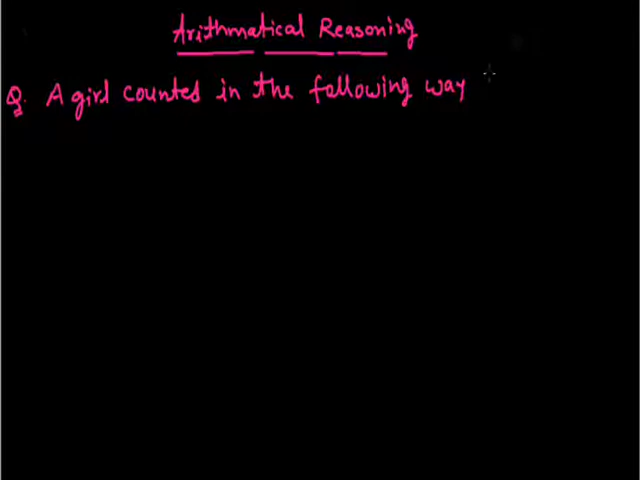 Arithmatical Reasoning
Q. A girl counted in the following way